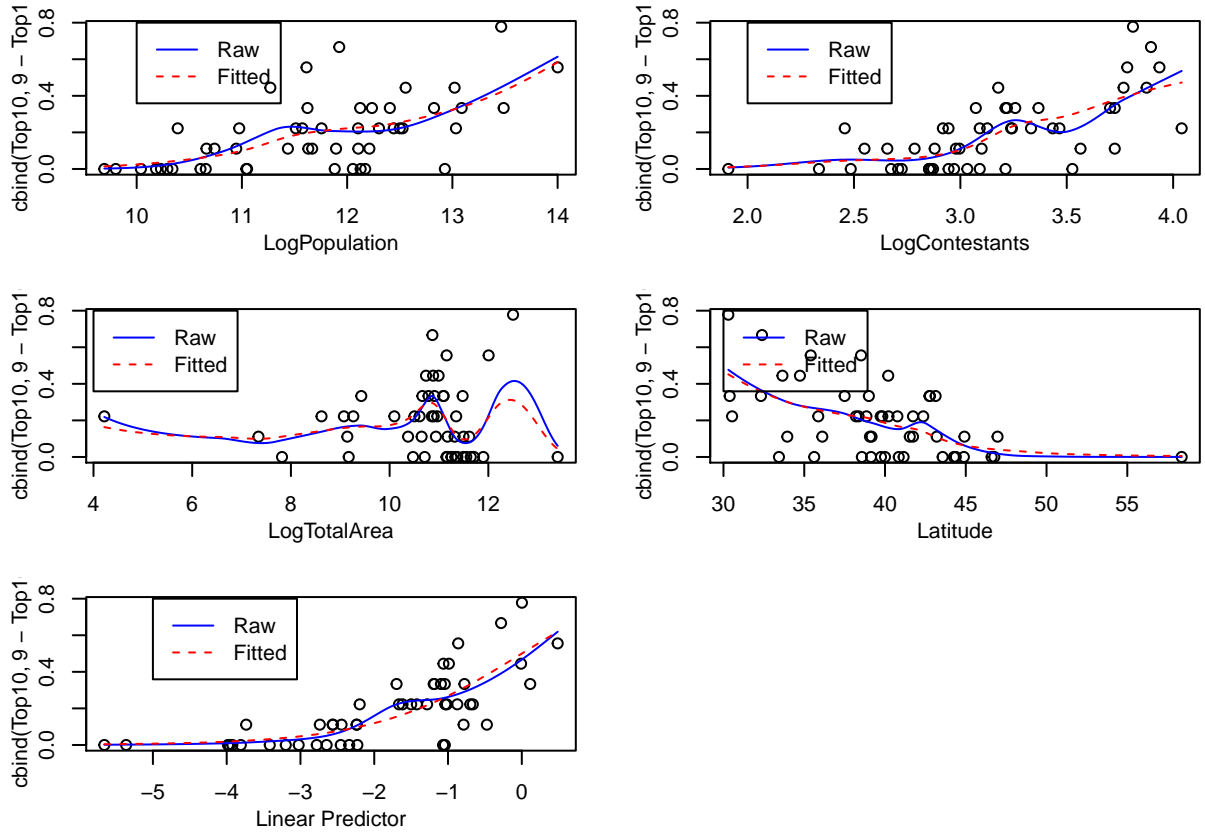 cbind(Top10, 9 − Top1
0.0 0.4 0.8
Raw
Fitted
10 11 12 13 14
LogPopulation
cbind(Top10, 9 − Top1
0.0 0.4 0.8
Raw
Fitted
2.0 2.5 3.0 3.5 4.0
LogContestants
cbind(Top10, 9 − Top1
0.0 0.4 0.8
Raw
Fitted
4 6 8 10 12
LogTotalArea
cbind(Top10, 9 − Top1
0.0 0.4 0.8
Raw
Fitted
30 35 40 45 50 55
Latitude
cbind(Top10, 9 − Top1
0.0 0.4 0.8
Raw
Fitted
−5 −4 −3 −2 −1 0
Linear Predictor